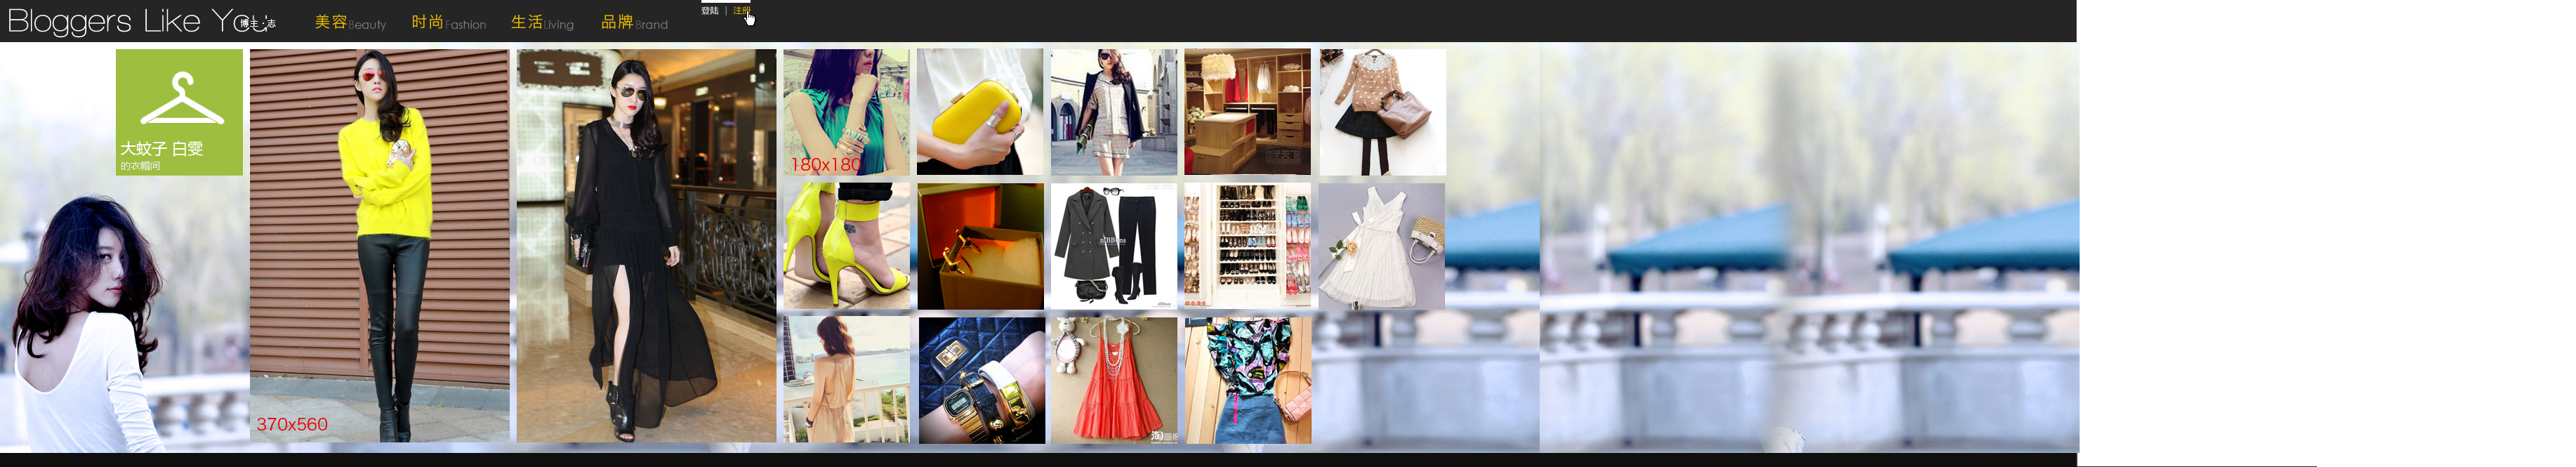 Bloggers Like You
博主·志
美容Beauty 时尚Fashion 生活Living 品牌Brand
登陆 | 注册
大蚊子 白雯
的衣帽间
370x560
180x180